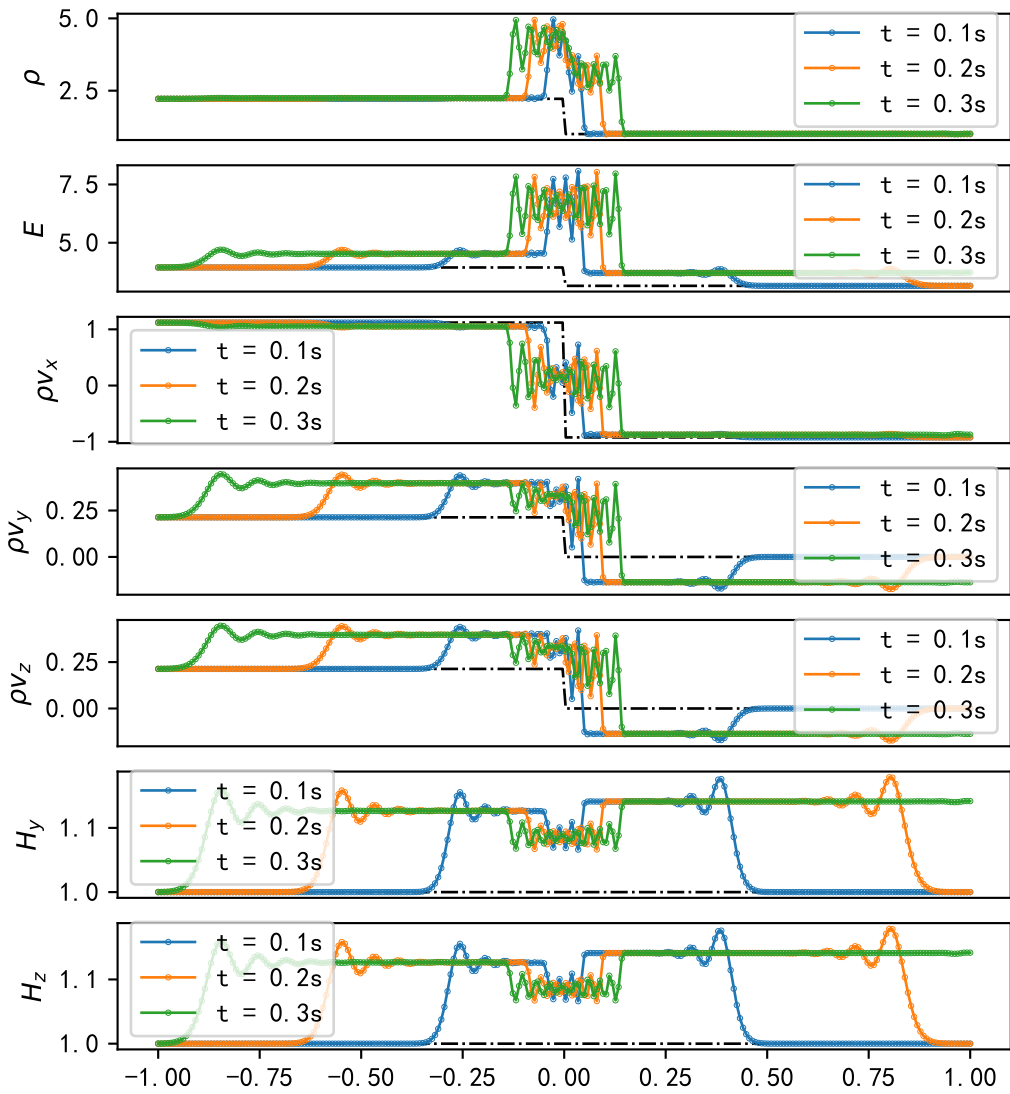 5.0
2.5
ρ
t = 0.1s
t = 0.2s
t = 0.3s
7.5
5.0
E
t = 0.1s
t = 0.2s
t = 0.3s
1
0
−1
ρvₓ
t = 0.1s
t = 0.2s
t = 0.3s
0.25
0.00
ρv_y
t = 0.1s
t = 0.2s
t = 0.3s
0.25
0.00
ρv_z
t = 0.1s
t = 0.2s
t = 0.3s
1.1
1.0
H_y
t = 0.1s
t = 0.2s
t = 0.3s
1.1
1.0
H_z
t = 0.1s
t = 0.2s
t = 0.3s
−1.00 −0.75 −0.50 −0.25 0.00 0.25 0.50 0.75 1.00